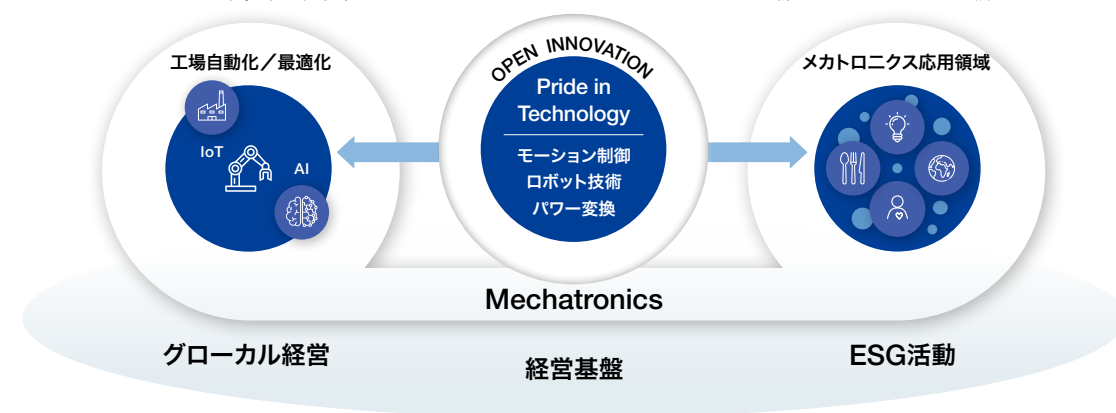 工場自動化／最適化
IoT
AI
OPEN INNOVATION
Pride in
Technology
モーション制御
ロボット技術
パワー変換
メカトロニクス応用領域
Mechatronics
グローカル経営
経営基盤
ESG活動